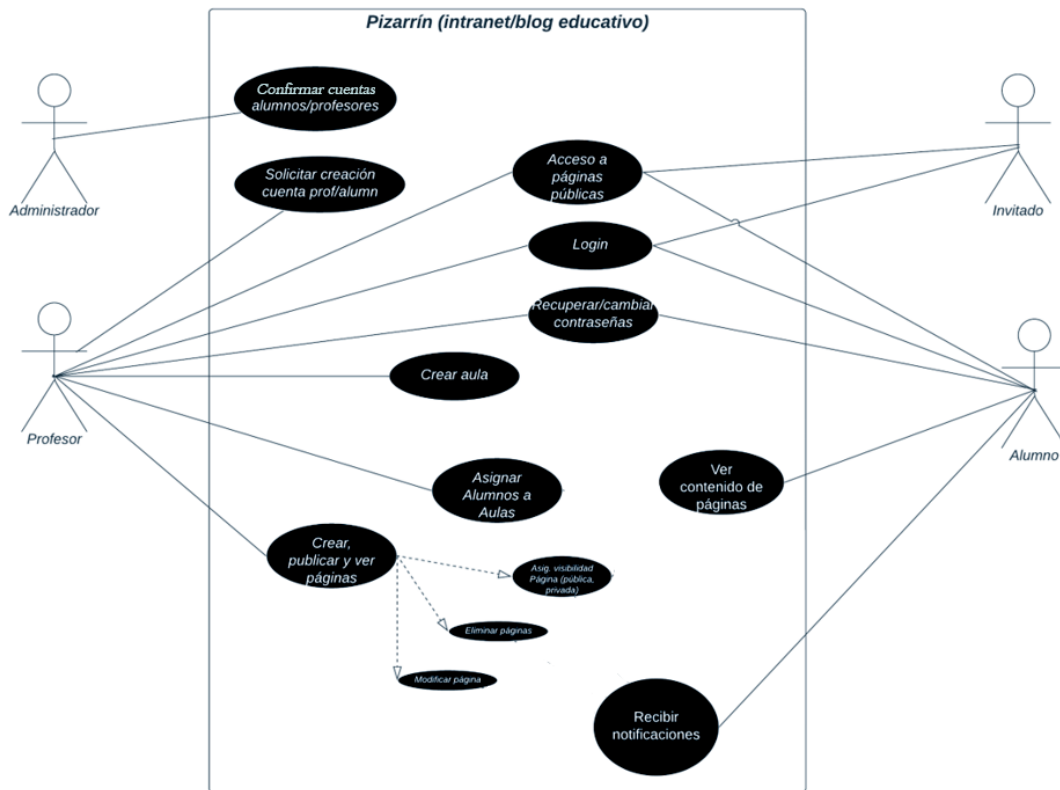 Pizarrín (intranet/blog educativo)
Confirmar cuentas
alumnos/profesores
Administrador
Solicitar creación
cuenta prof/alumn
Acceso a
páginas
públicas
Invitado
Login
Recuperar/cambiar
contraseñas
Crear aula
Profesor
Alumno
Asignar
Alumnos a
Aulas
Ver
contenido de
páginas
Crear,
publicar y ver
páginas
Asig. visibilidad
Página (pública,
privada)
Eliminar páginas
Modificar página
Recibir
notificaciones